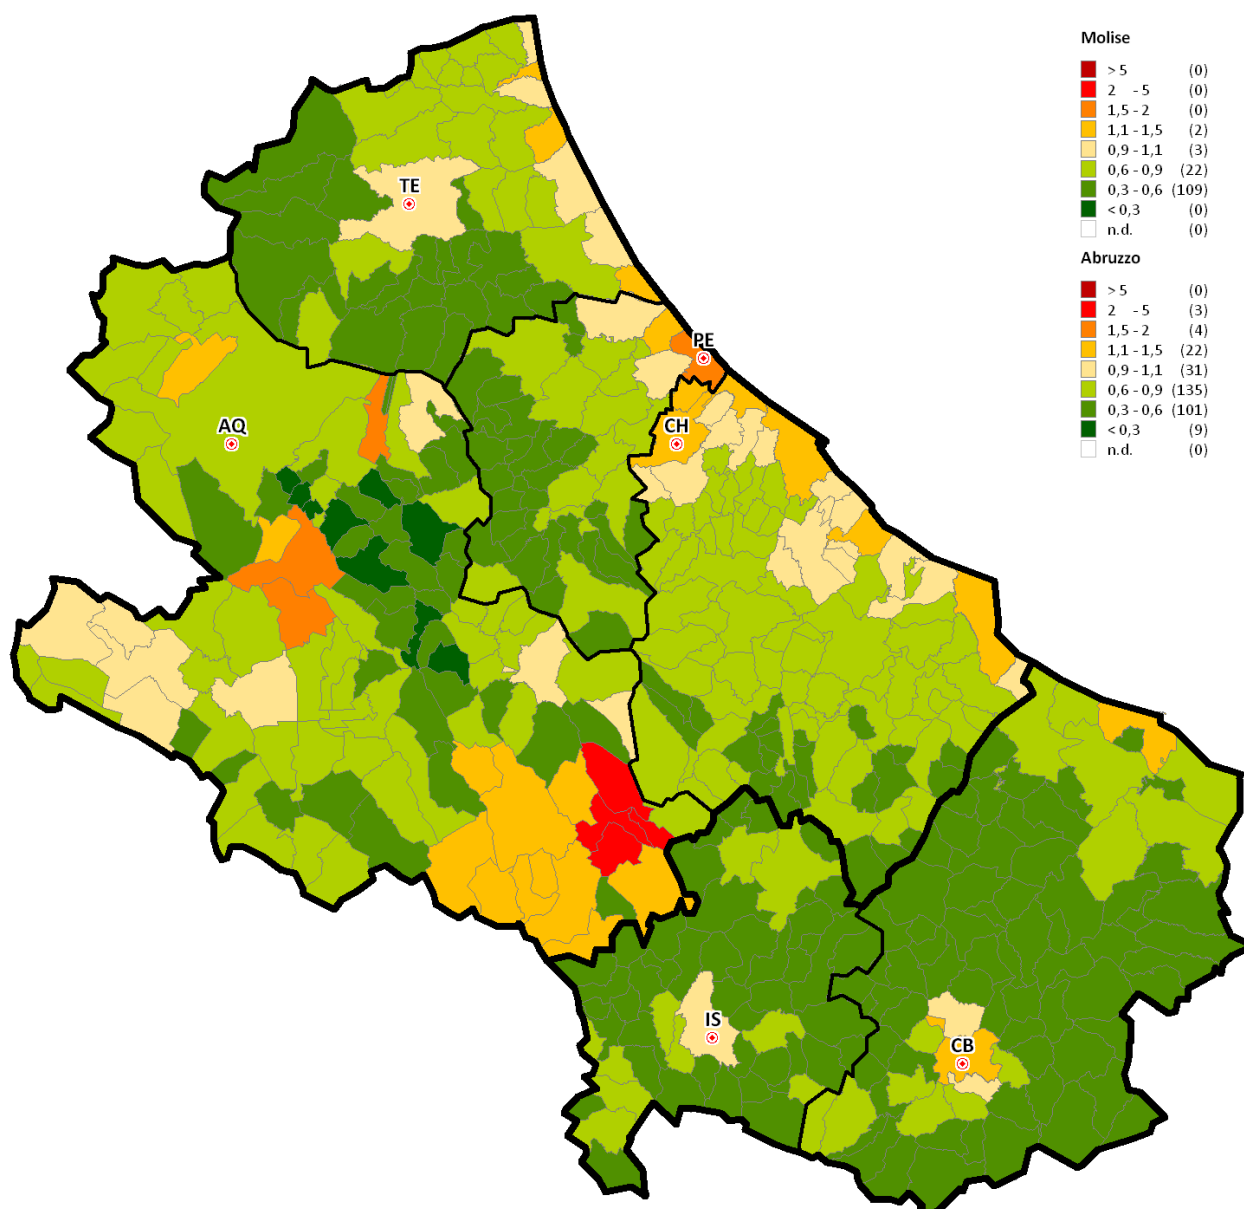 Molise
> 5 (0)
2 - 5 (0)
1,5 - 2 (0)
1,1 - 1,5 (2)
0,9 - 1,1 (3)
0,6 - 0,9 (22)
0,3 - 0,6 (109)
< 0,3 (0)
n.d. (0)
Abruzzo
> 5 (0)
2 - 5 (3)
1,5 - 2 (4)
1,1 - 1,5 (22)
0,9 - 1,1 (31)
0,6 - 0,9 (135)
0,3 - 0,6 (101)
< 0,3 (9)
n.d. (0)
TE
PE
AQ
CH
IS
CB